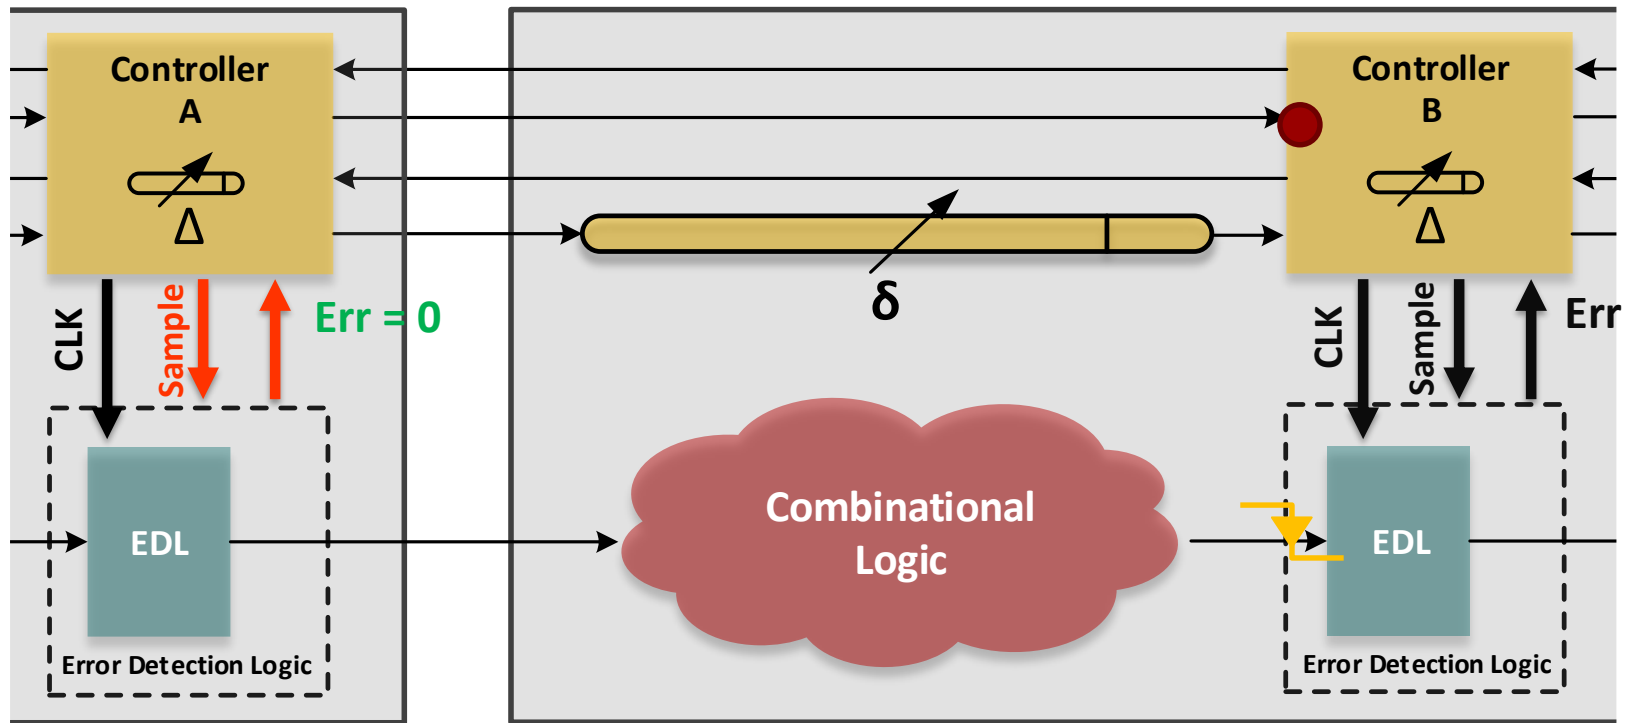 Controller
A
Δ
Controller
B
Δ
δ
CLK
Sample
Err = 0
CLK
Sample
Err
EDL
Error Detection Logic
Combinational
Logic
EDL
Error Detection Logic